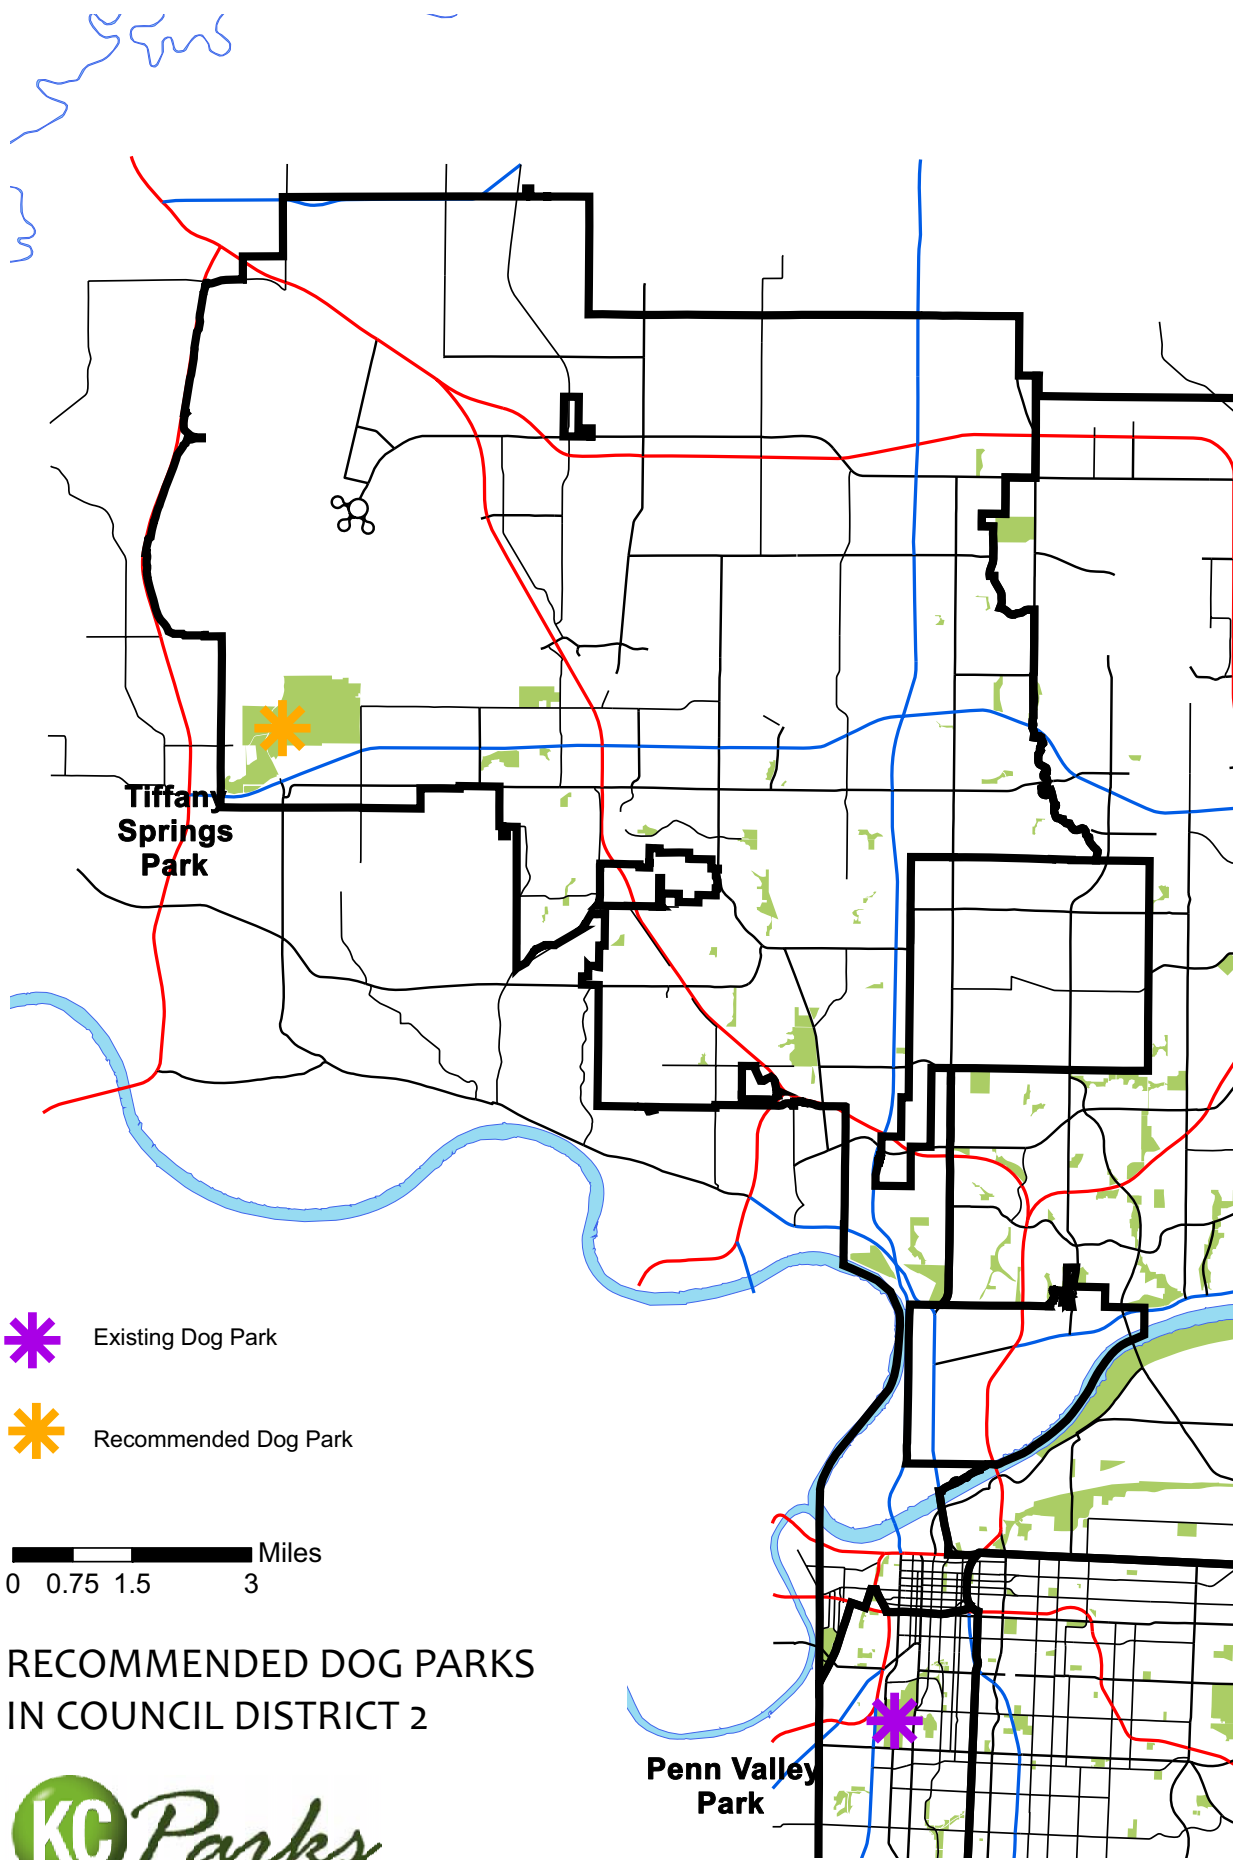 Tiffany
Springs
Park
Existing Dog Park
Recommended Dog Park
Miles
0 0.75 1.5 3
RECOMMENDED DOG PARKS
IN COUNCIL DISTRICT 2
Penn Valley
Park
KC Parks